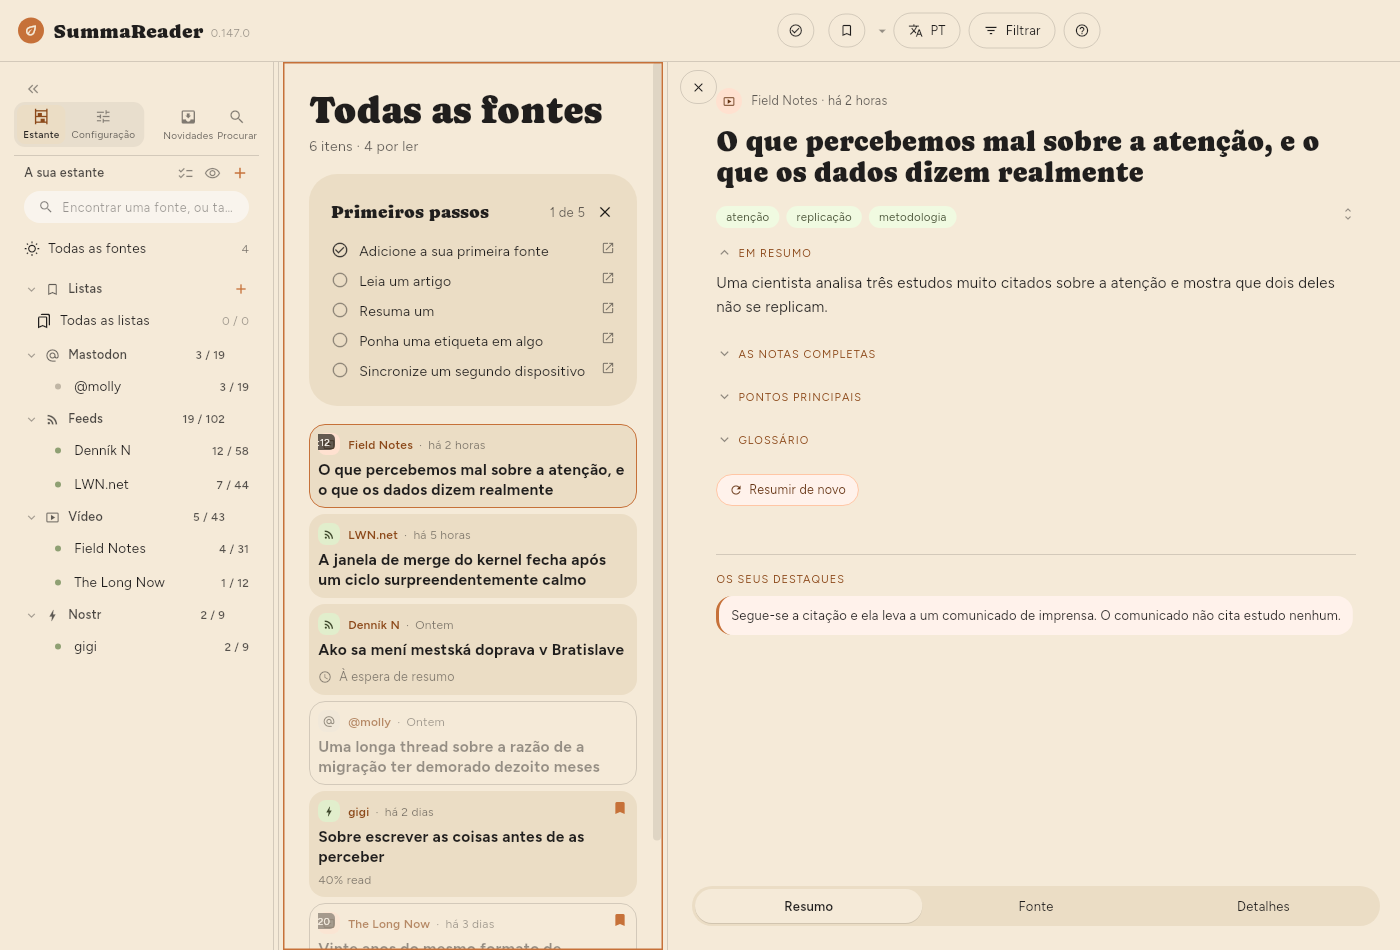 SummaReader 0.147.0
PT
Filtrar
Estante
Configuração
Novidades
Procurar
A sua estante
Encontrar uma fonte, ou ta...
Todas as fontes 4
Listas
Todas as listas 0 / 0
Mastodon 3 / 19
@molly 3 / 19
Feeds 19 / 102
Denník N 12 / 58
LWN.net 7 / 44
Vídeo 5 / 43
Field Notes 4 / 31
The Long Now 1 / 12
Nostr 2 / 9
gigi 2 / 9
Todas as fontes
6 itens · 4 por ler
Primeiros passos 1 de 5
Adicione a sua primeira fonte
Leia um artigo
Resuma um
Ponha uma etiqueta em algo
Sincronize um segundo dispositivo
:12 Field Notes · há 2 horas
O que percebemos mal sobre a atenção, e
o que os dados dizem realmente
LWN.net · há 5 horas
A janela de merge do kernel fecha após
um ciclo surpreendentemente calmo
Denník N · Ontem
Ako sa mení mestská doprava v Bratislave
À espera de resumo
@molly · Ontem
Uma longa thread sobre a razão de a
migração ter demorado dezoito meses
gigi · há 2 dias
Sobre escrever as coisas antes de as
perceber
40% read
20 The Long Now · há 3 dias
Vinte anos do mesmo formato de
Field Notes · há 2 horas
O que percebemos mal sobre a atenção, e o
que os dados dizem realmente
atenção
replicação
metodologia
EM RESUMO
Uma cientista analisa três estudos muito citados sobre a atenção e mostra que dois deles
não se replicam.
AS NOTAS COMPLETAS
PONTOS PRINCIPAIS
GLOSSÁRIO
Resumir de novo
OS SEUS DESTAQUES
Segue-se a citação e ela leva a um comunicado de imprensa. O comunicado não cita estudo nenhum.
Resumo
Fonte
Detalhes